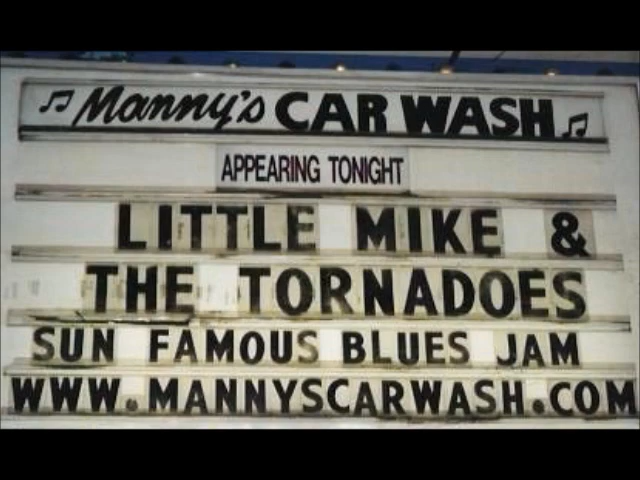 Manny's CAR WASH
APPEARING TONIGHT
LITTLE MIKE &
THE TORNADOES
SUN FAMOUS BLUES JAM
WWW.MANNYSCARWASH.COM